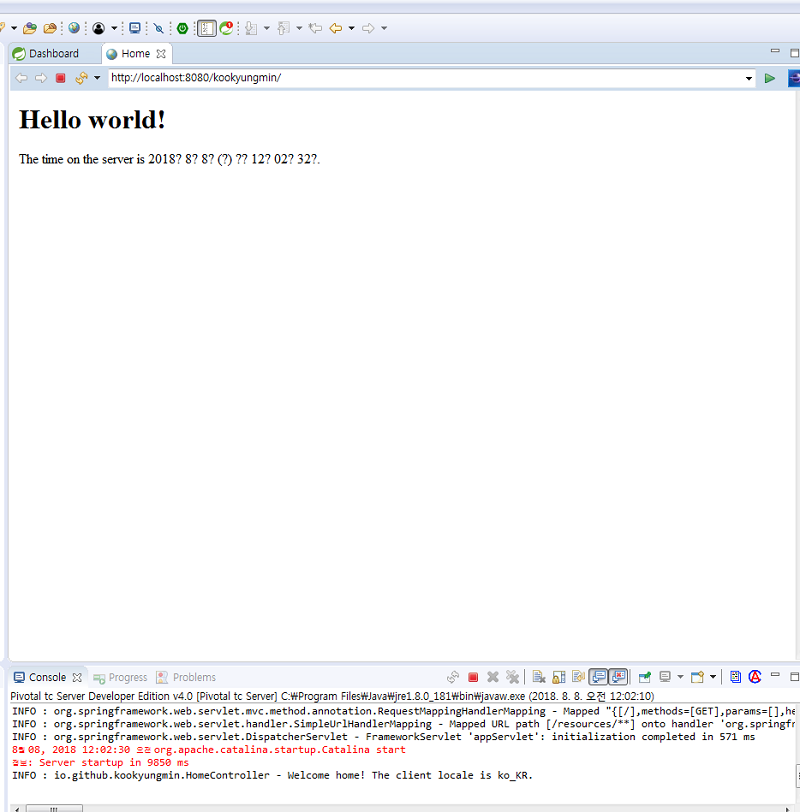 Dashboard Home
http://localhost:8080/kookyungmin/
Hello world!
The time on the server is 2018? 8? 8? (?) ?? 12? 02? 32?.
Console Progress Problems
Pivotal tc Server Developer Edition v4.0 [Pivotal tc Server] C:₩Program Files₩Java₩jre1.8.0_181₩bin₩javaw.exe (2018. 8. 8. 오전 12:02:10)
INFO : org.springframework.web.servlet.mvc.method.annotation.RequestMappingHandlerMapping - Mapped "{[/],methods=[GET],params=[],he
INFO : org.springframework.web.servlet.handler.SimpleUrlHandlerMapping - Mapped URL path [/resources/**] onto handler 'org.springf
INFO : org.springframework.web.servlet.DispatcherServlet - FrameworkServlet 'appServlet': initialization completed in 571 ms
8월 08, 2018 12:02:30 오전 org.apache.catalina.startup.Catalina start
정보: Server startup in 9850 ms
INFO : io.github.kookyungmin.HomeController - Welcome home! The client locale is ko_KR.